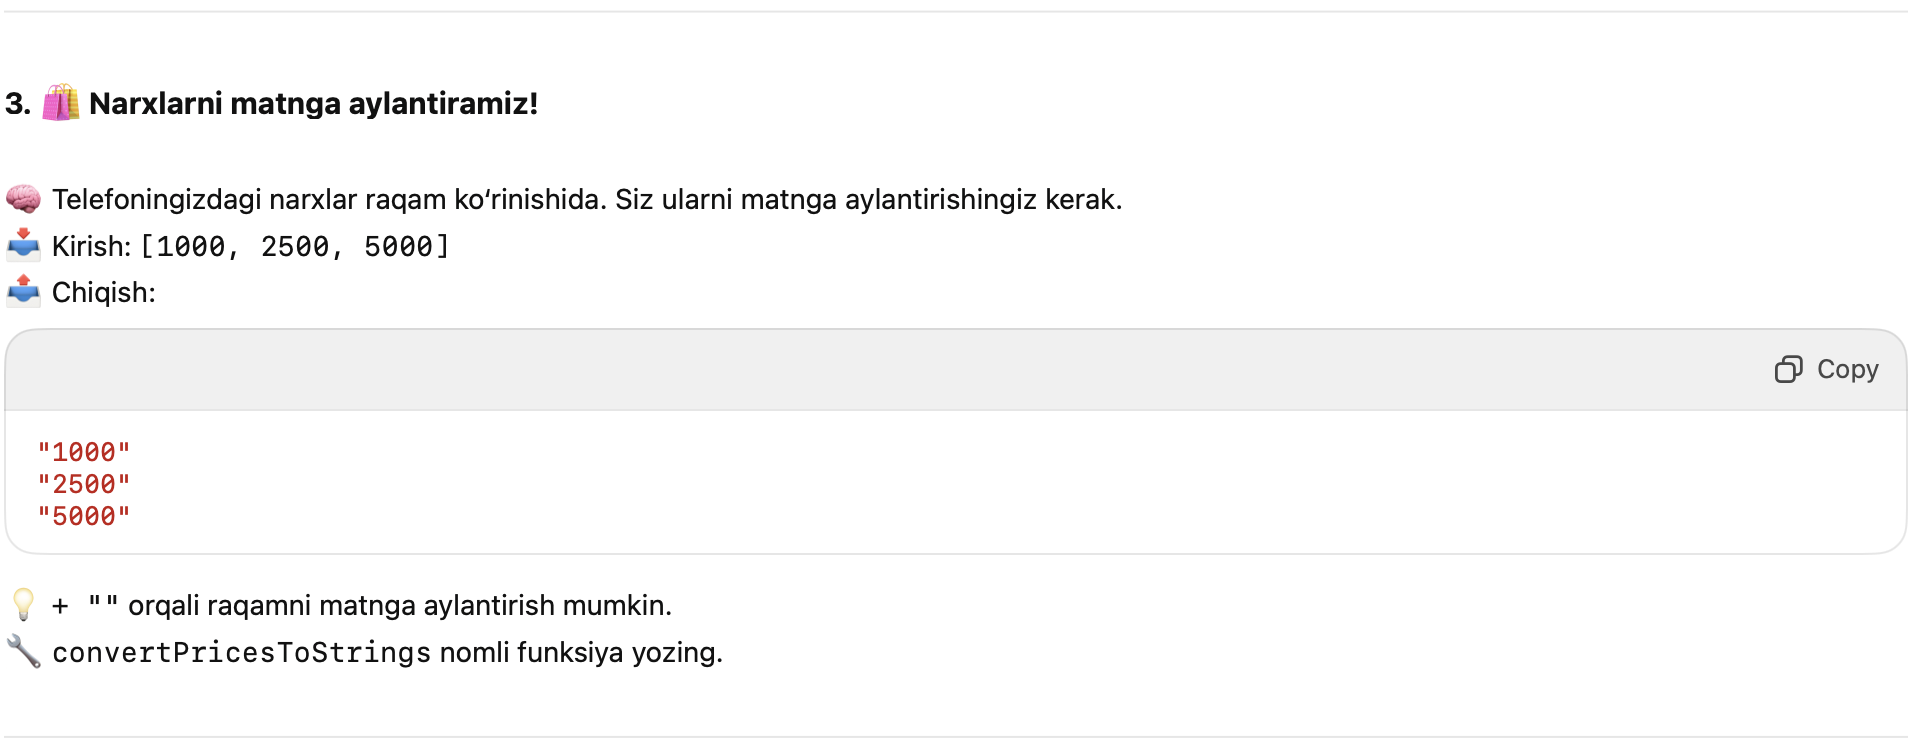 3. 🛍️ Narxlarni matnga aylantiramiz!
🧠 Telefoningizdagi narxlar raqam ko‘rinishida. Siz ularni matnga aylantirishingiz kerak.
📥 Kirish: [1000, 2500, 5000]
📤 Chiqish:
Copy
"1000"
"2500"
"5000"
💡 + "" orqali raqamni matnga aylantirish mumkin.
🔧 convertPricesToStrings nomli funksiya yozing.